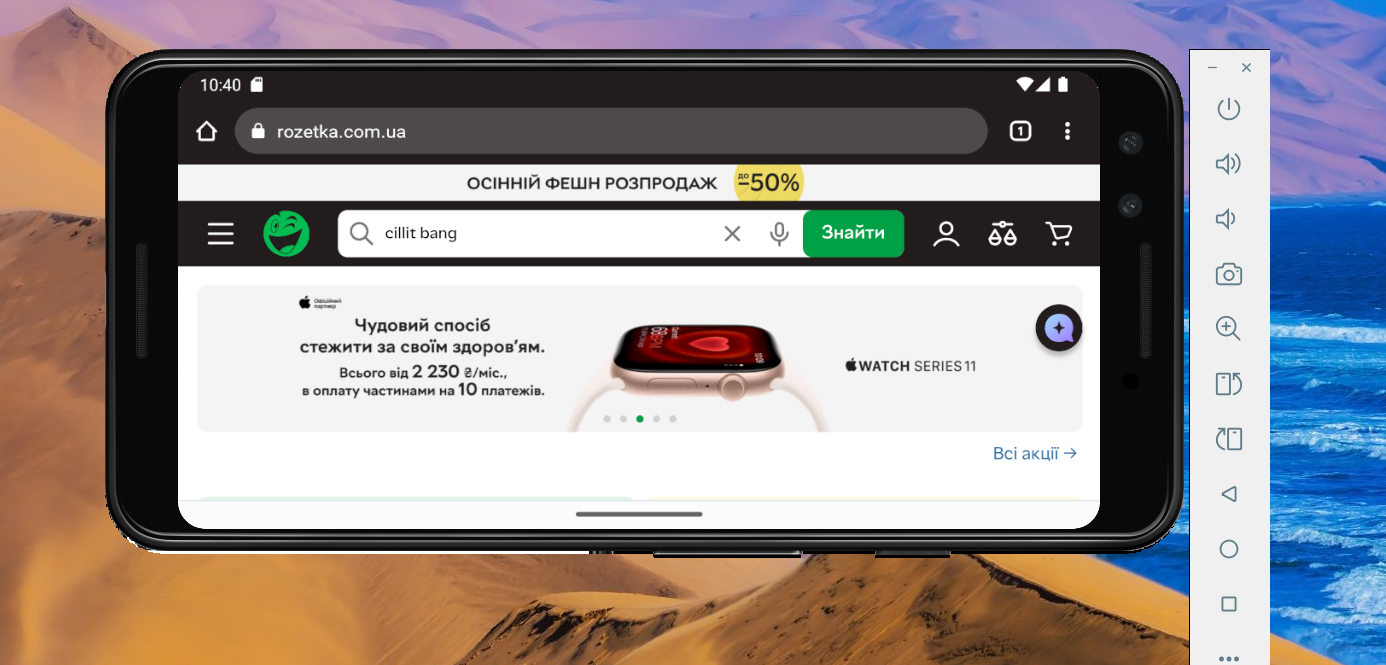 10:40
rozetka.com.ua
1
ОСІННІЙ ФЕШН РОЗПРОДАЖ до -50%
cillit bang
Знайти
Офіційний
партнер
Чудовий спосіб
стежити за своїм здоров'ям.
Всього від 2 230 ₴/міс.,
в оплату частинами на 10 платежів.
WATCH SERIES 11
Всі акції →